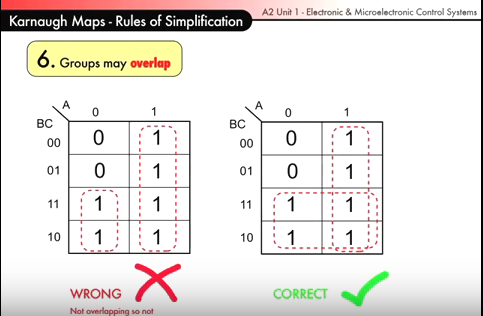 A2 Unit 1 - Electronic & Microelectronic Control Systems
Karnaugh Maps - Rules of Simplification
6. Groups may overlap
A 0 1
BC
00 0 1
01 0 1
11 1 1
10 1 1
A 0 1
BC
00 0 1
01 0 1
11 1 1
10 1 1
WRONG
Not overlapping so not
CORRECT